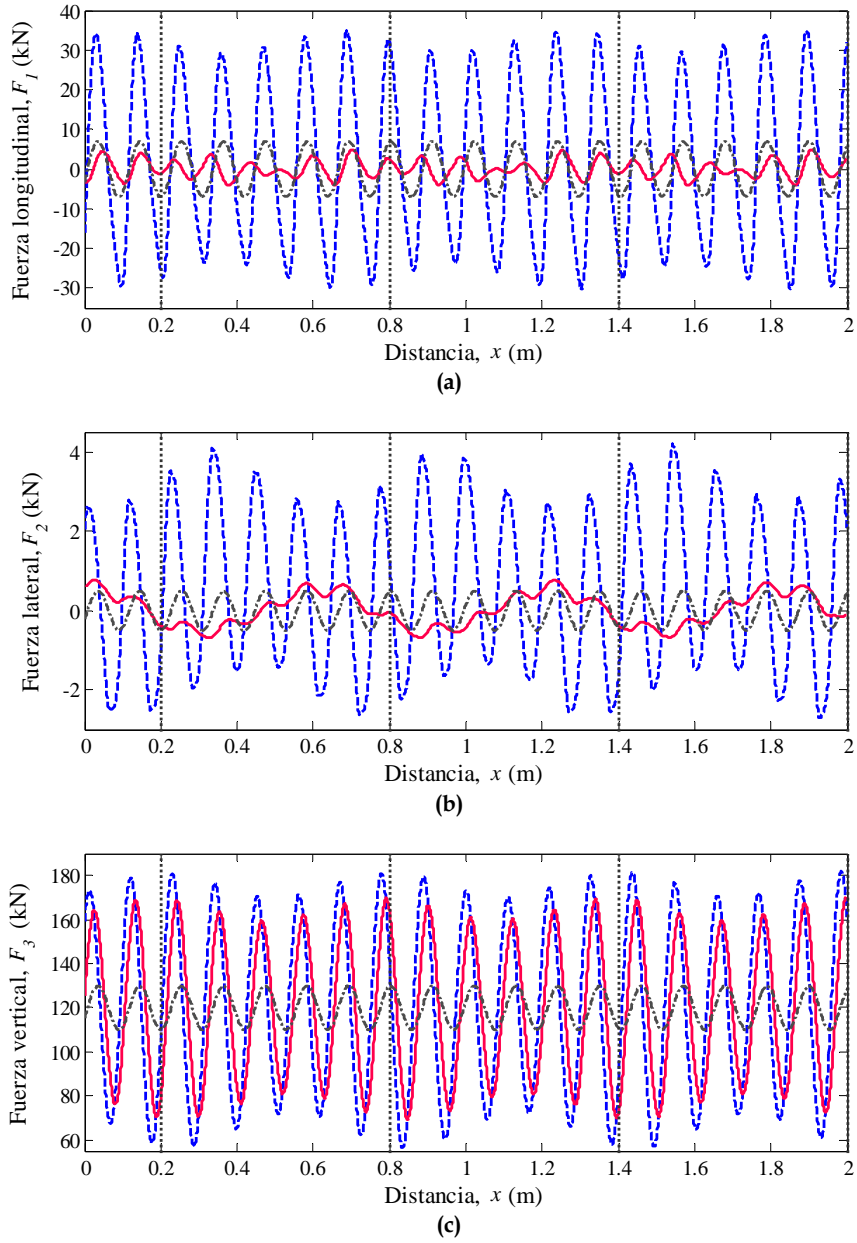 40
30
20
10
0
-10
-20
-30
Fuerza longitudinal, F1 (kN)
0 0.2 0.4 0.6 0.8 1 1.2 1.4 1.6 1.8 2
Distancia, x (m)
(a)
4
2
0
-2
Fuerza lateral, F2 (kN)
0 0.2 0.4 0.6 0.8 1 1.2 1.4 1.6 1.8 2
Distancia, x (m)
(b)
180
160
140
120
100
80
60
Fuerza vertical, F3 (kN)
0 0.2 0.4 0.6 0.8 1 1.2 1.4 1.6 1.8 2
Distancia, x (m)
(c)